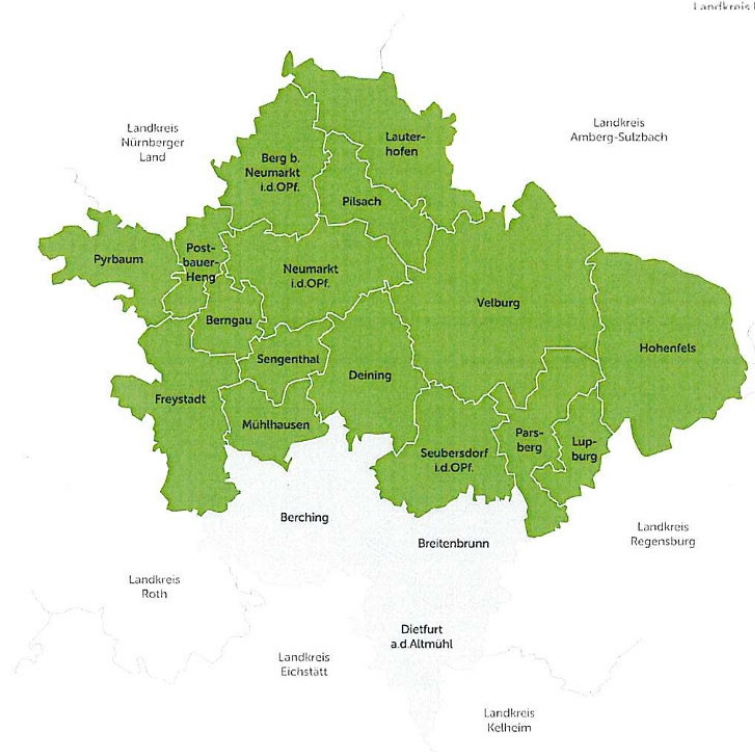 Landkreis
Landkreis
Nürnberger
Land
Landkreis
Amberg-Sulzbach
Lauter-
hofen
Berg b.
Neumarkt
i.d.OPf.
Pilsach
Pyrbaum
Post-
bauer-
Heng
Neumarkt
i.d.OPf.
Velburg
Berngau
Hohenfels
Sengenthal
Deining
Freystadt
Mühlhausen
Seubersdorf
i.d.OPf.
Pars-
berg
Lup-
burg
Berching
Breitenbrunn
Landkreis
Regensburg
Landkreis
Roth
Dietfurt
a.d.Altmühl
Landkreis
Eichstätt
Landkreis
Kelheim